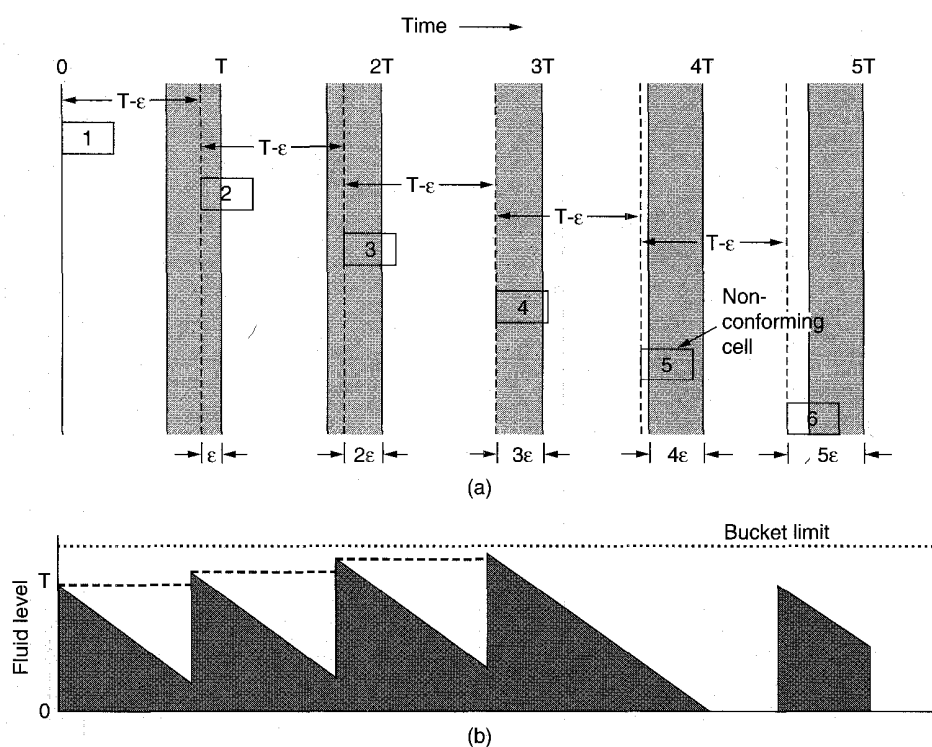 Time
0 T 2T 3T 4T 5T
T-ε
1
T-ε
2
T-ε
3
T-ε
4
T-ε
Non-
conforming
cell
5
6
ε 2ε 3ε 4ε 5ε
(a)
Bucket limit
T
Fluid level
0
(b)